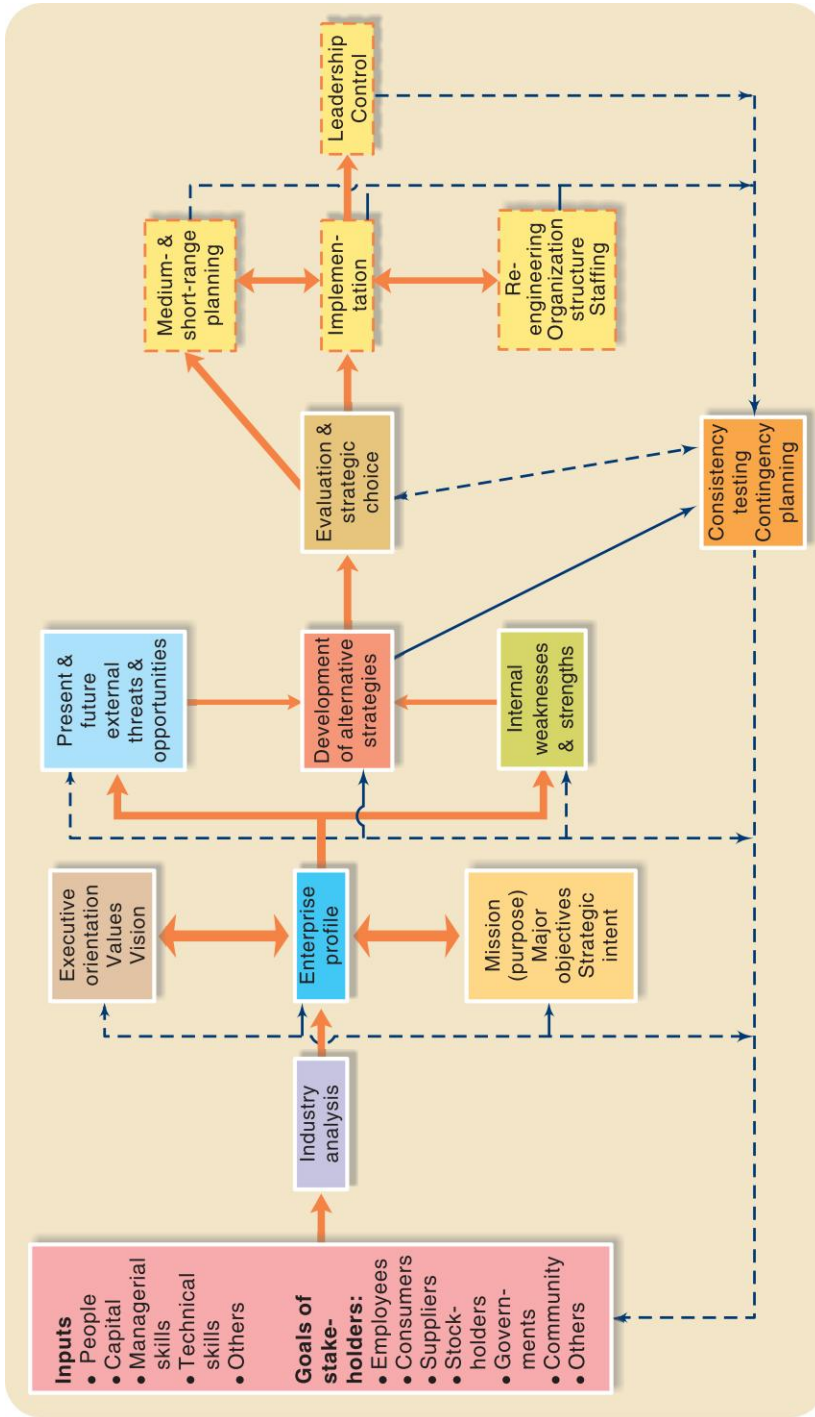 Inputs
• People
• Capital
• Managerial
skills
• Technical
skills
• Others
Goals of
stake-
holders:
• Employees
• Consumers
• Suppliers
• Stock-
holders
• Govern-
ments
• Community
• Others
Industry
analysis
Executive
orientation
Values
Vision
Enterprise
profile
Mission
(purpose)
Major
objectives
Strategic
intent
Present &
future
external
threats &
opportunities
Development
of alternative
strategies
Internal
weaknesses
& strengths
Evaluation &
strategic
choice
Medium- &
short-range
planning
Implemen-
tation
Re-
engineering
Organization
structure
Staffing
Leadership
Control
Consistency
testing
Contingency
planning